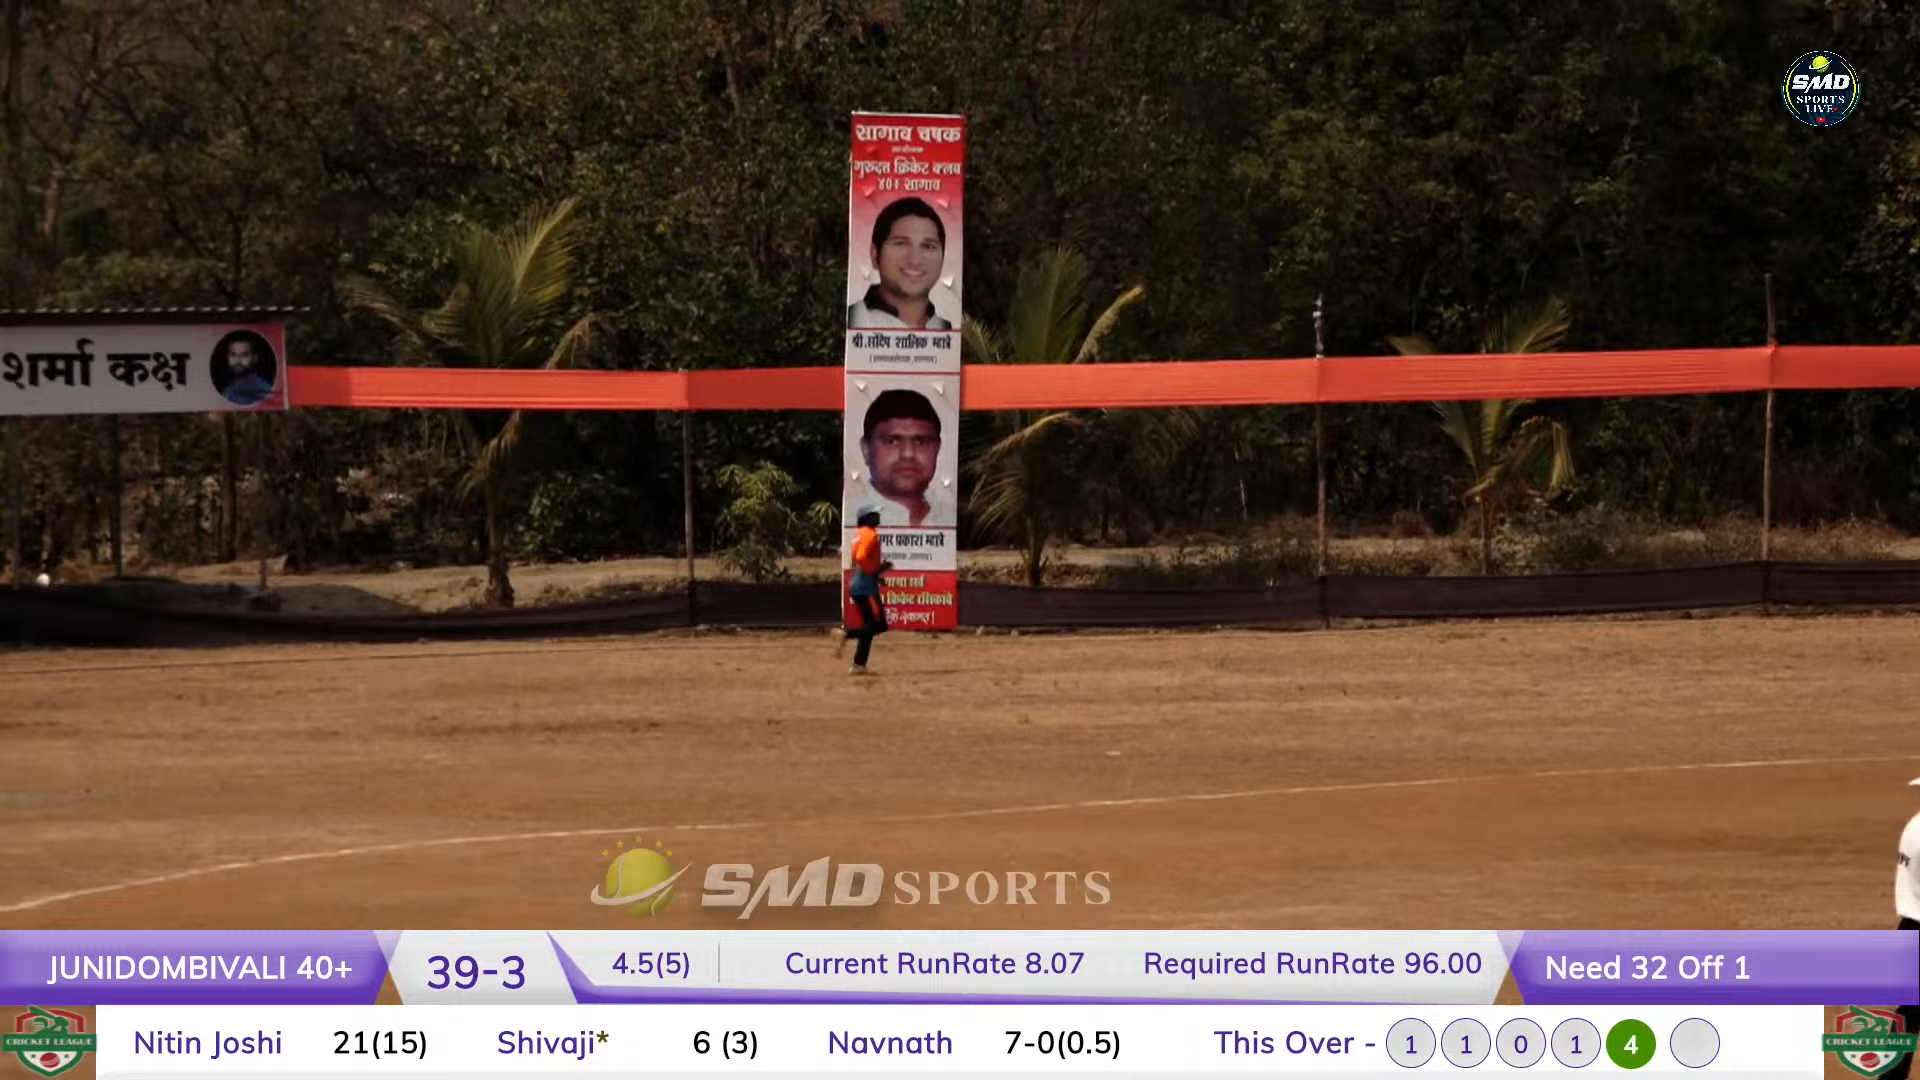 SMD
SPORTS
LIVE
सागाव चषक
गुरुदत्त क्रिकेट क्लब
४०+ सागाव
श्री.संदिप शालिक म्हात्रे
शर्मा कक्ष
प्रकाश म्हात्रे
क्रिकेट रसिकांचे
SMD SPORTS
JUNIDOMBIVALI 40+
39-3
4.5(5)
Current RunRate 8.07
Required RunRate 96.00
Need 32 Off 1
CRICKET LEAGUE
Nitin Joshi 21(15)
Shivaji* 6 (3)
Navnath 7-0(0.5)
This Over - 1 1 0 1 4
CRICKET LEAGUE